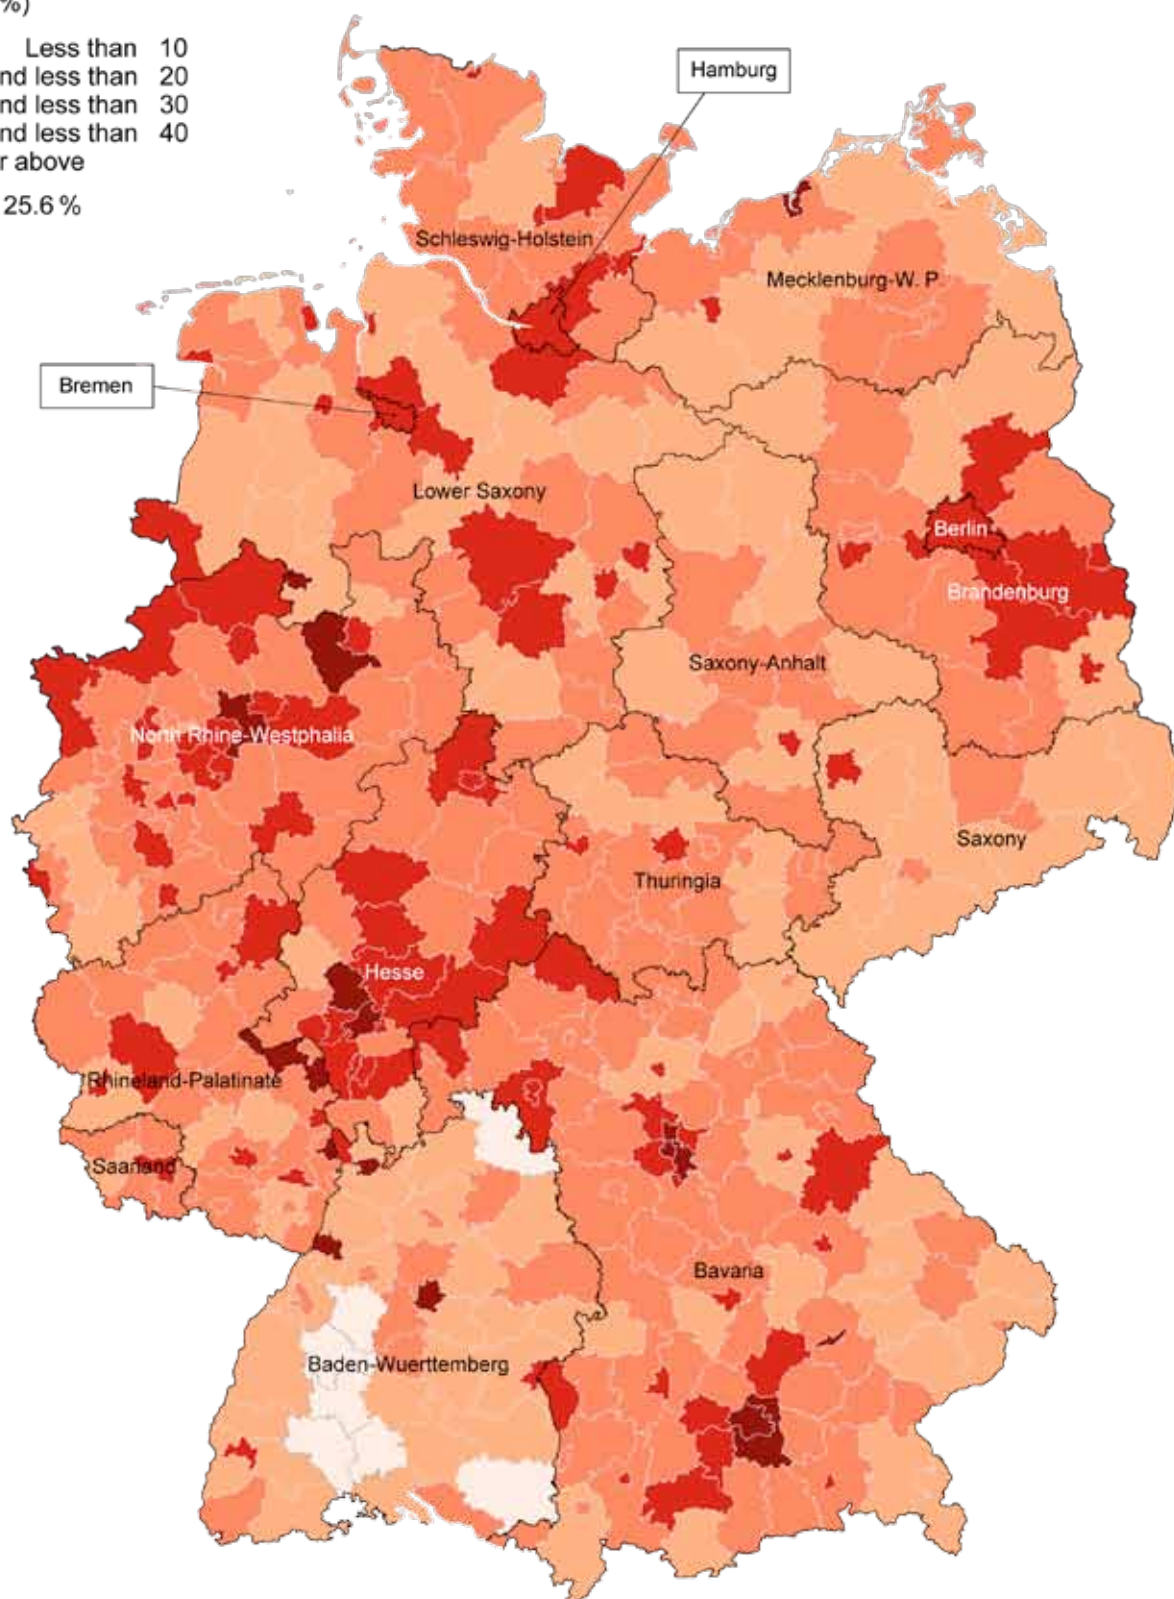 %)
Less than 10
nd less than 20
nd less than 30
nd less than 40
r above
25.6 %
Hamburg
Schleswig-Holstein
Mecklenburg-W. P.
Bremen
Lower Saxony
Berlin
Brandenburg
Saxony-Anhalt
North Rhine-Westphalia
Saxony
Thuringia
Hesse
Rhineland-Palatinate
Saarland
Bavaria
Baden-Wuerttemberg